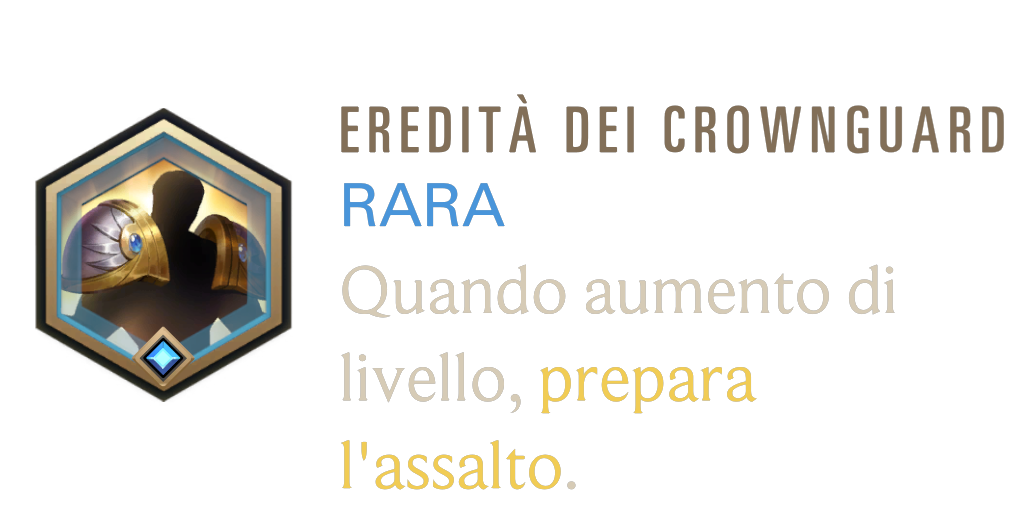 EREDITÀ DEI CROWNGUARD
RARA
Quando aumento di
livello, prepara
l'assalto.